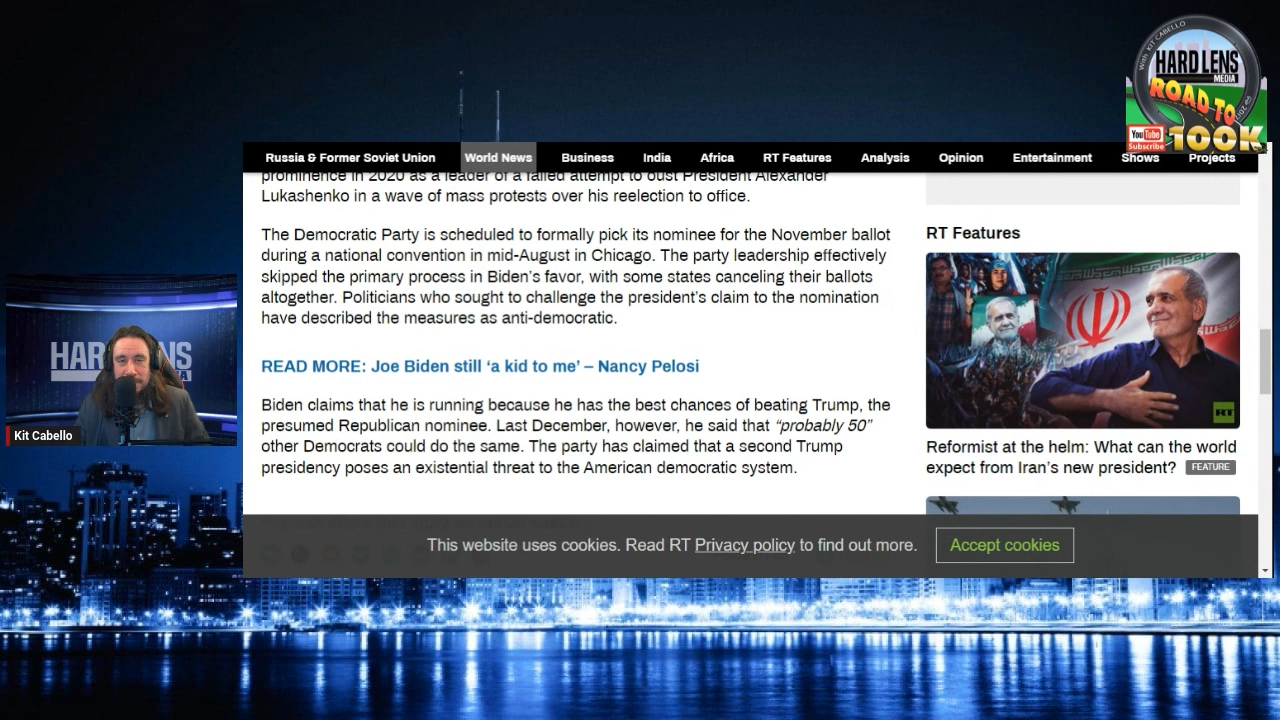 With KIT CABELLO
HARD LENS
MEDIA
ROAD TO
100K
YouTube
Subscribe
Russia & Former Soviet Union World News Business India Africa RT Features Analysis Opinion Entertainment Shows Projects
prominence in 2020 as a leader of a failed attempt to oust President Alexander
Lukashenko in a wave of mass protests over his reelection to office.
The Democratic Party is scheduled to formally pick its nominee for the November ballot
during a national convention in mid-August in Chicago. The party leadership effectively
skipped the primary process in Biden’s favor, with some states canceling their ballots
altogether. Politicians who sought to challenge the president’s claim to the nomination
have described the measures as anti-democratic.
READ MORE: Joe Biden still ‘a kid to me’ – Nancy Pelosi
Biden claims that he is running because he has the best chances of beating Trump, the
presumed Republican nominee. Last December, however, he said that “probably 50”
other Democrats could do the same. The party has claimed that a second Trump
presidency poses an existential threat to the American democratic system.
RT Features
RT
Reformist at the helm: What can the world
expect from Iran’s new president? FEATURE
This website uses cookies. Read RT Privacy policy to find out more. Accept cookies
Kit Cabello